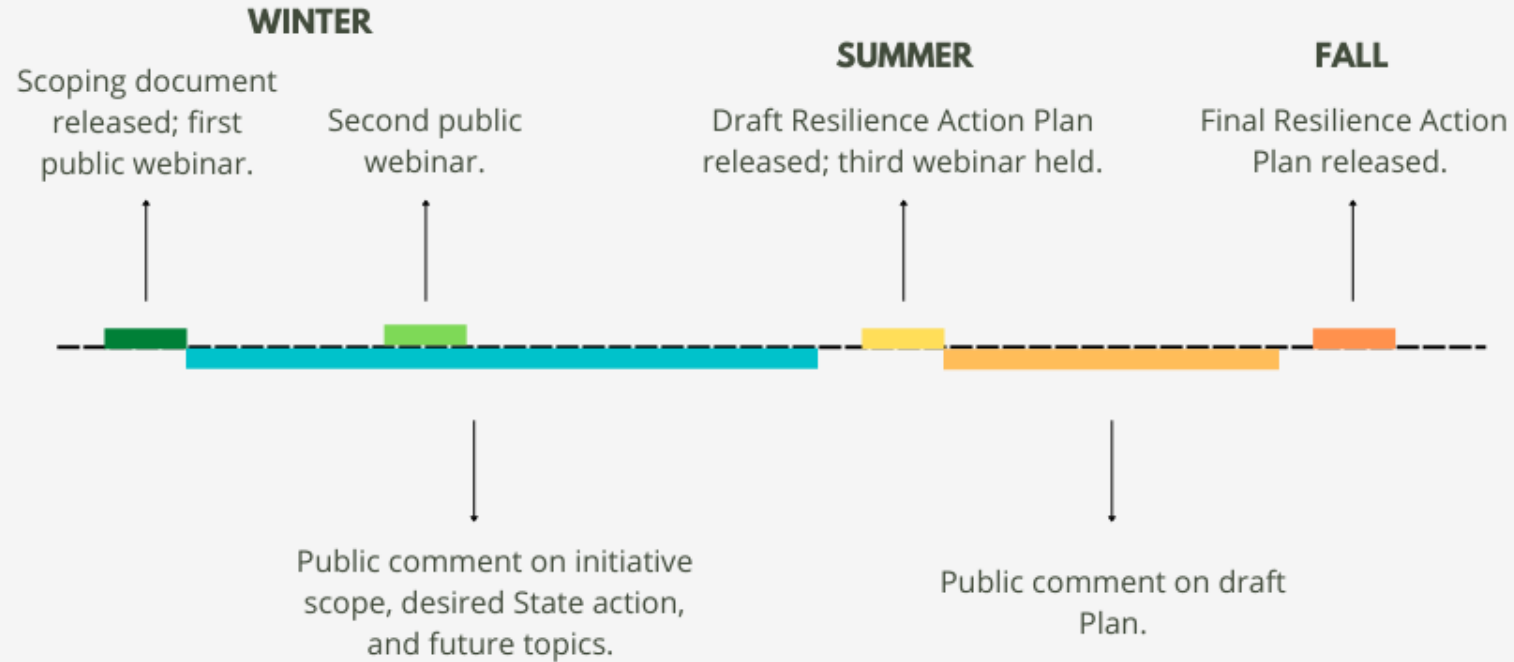 WINTER
Scoping document
released; first
public webinar.
Second public
webinar.
SUMMER
Draft Resilience Action Plan
released; third webinar held.
FALL
Final Resilience Action
Plan released.
Public comment on initiative
scope, desired State action,
and future topics.
Public comment on draft
Plan.